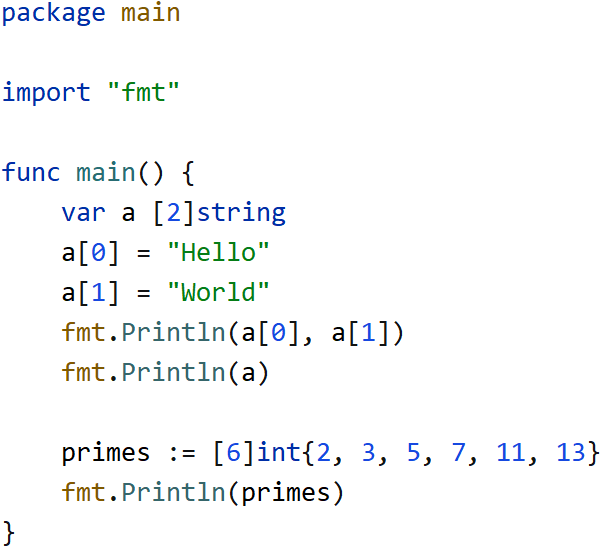 package main

import "fmt"

func main() {
    var a [2]string
    a[0] = "Hello"
    a[1] = "World"
    fmt.Println(a[0], a[1])
    fmt.Println(a)

    primes := [6]int{2, 3, 5, 7, 11, 13}
    fmt.Println(primes)
}